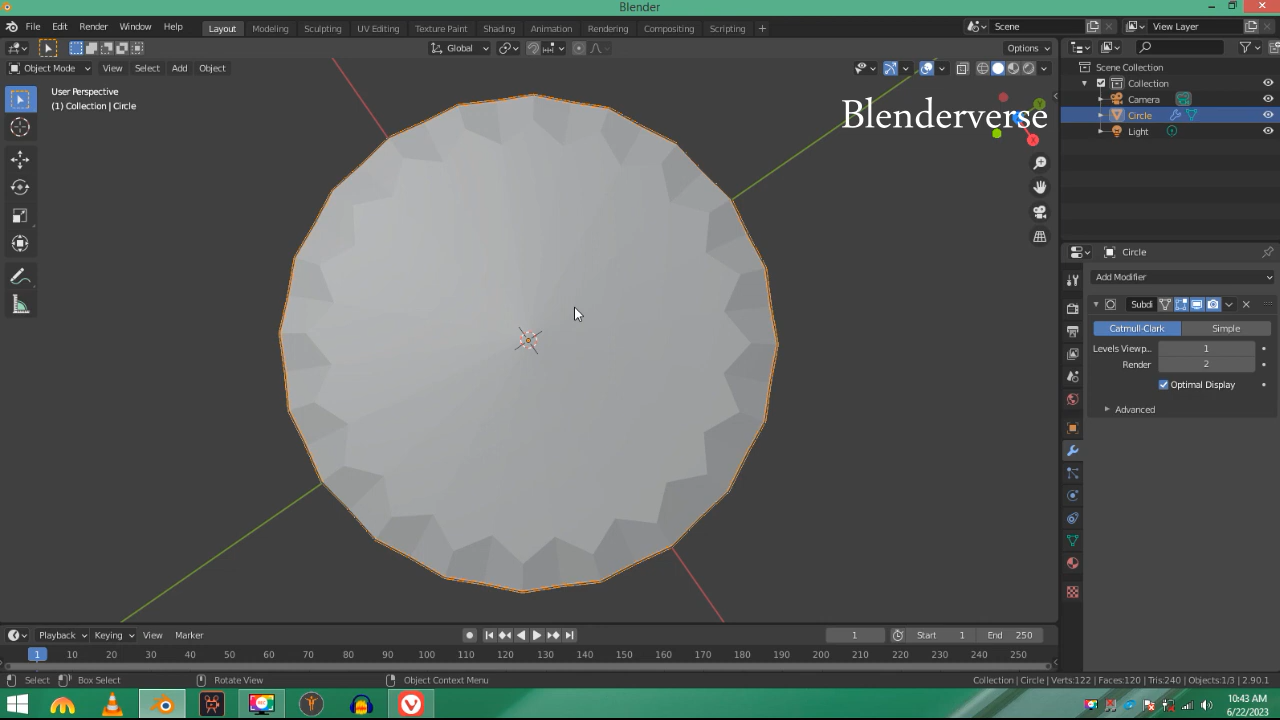 Blender
File Edit Render Window Help Layout Modeling Sculpting UV Editing Texture Paint Shading Animation Rendering Compositing Scripting + Scene View Layer
Global Options
Object Mode View Select Add Object
User Perspective
(1) Collection | Circle
Blenderverse
Scene Collection
Collection
Camera
Circle
Light
Circle
Add Modifier
Subdi
Catmull-Clark Simple
Levels Viewp... 1
Render 2
Optimal Display
Advanced
Playback Keying View Marker 1 Start 1 End 250
1 10 20 30 40 50 60 70 80 90 100 110 120 130 140 150 160 170 180 190 200 210 220 230 240 250
Select Box Select Rotate View Object Context Menu Collection | Circle | Verts:122 | Faces:120 | Tris:240 | Objects:1/3 | 2.90.1
10:43 AM
6/22/2023